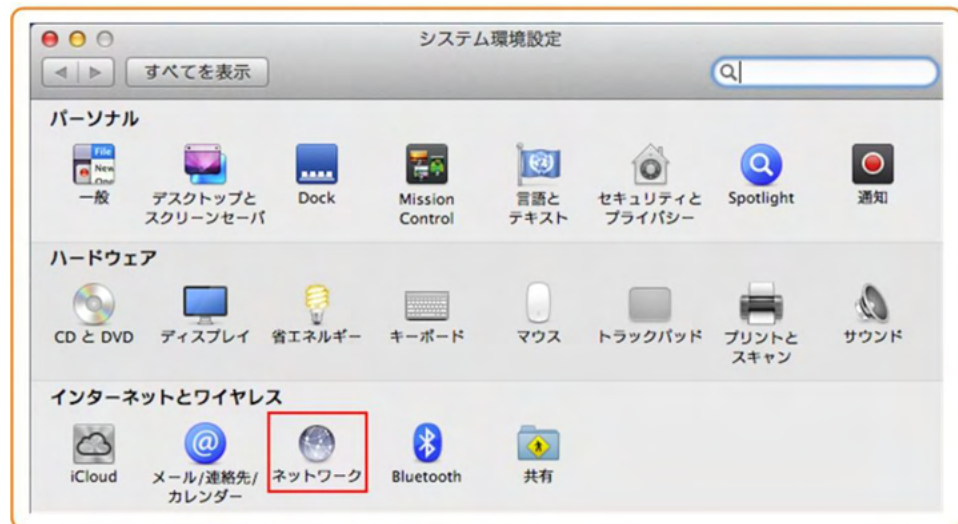 システム環境設定
すべてを表示
パーソナル
File
New
一般
デスクトップと
スクリーンセーバ
Dock
Mission
Control
言語と
テキスト
セキュリティと
プライバシー
Spotlight
通知
ハードウェア
CD と DVD
ディスプレイ
省エネルギー
キーボード
マウス
トラックパッド
プリントと
スキャン
サウンド
インターネットとワイヤレス
iCloud
@
メール/連絡先/
カレンダー
ネットワーク
Bluetooth
共有